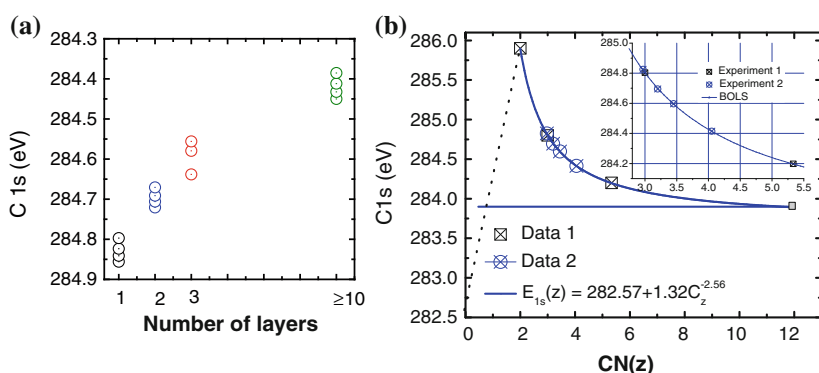 (a)
284.3
284.4
284.5
284.6
284.7
284.8
284.9
C 1s (eV)
1 2 3 ≥10
Number of layers
(b)
286.0
285.5
285.0
284.5
284.0
283.5
283.0
282.5
C1s (eV)
0 2 4 6 8 10 12
CN(z)
285.0
284.8
284.6
284.4
284.2
3.0 3.5 4.0 4.5 5.0 5.5
Experiment 1
Experiment 2
BOLS
Data 1
Data 2
E_{1s}(z) = 282.57+1.32C_z^{-2.56}